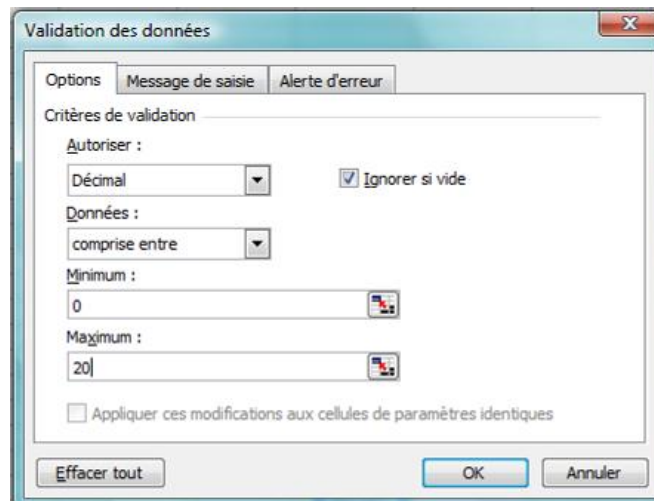 Validation des données
Options Message de saisie Alerte d'erreur
Critères de validation
Autoriser :
Décimal Ignorer si vide
Données :
comprise entre
Minimum :
0
Maximum :
20
Appliquer ces modifications aux cellules de paramètres identiques
Effacer tout OK Annuler